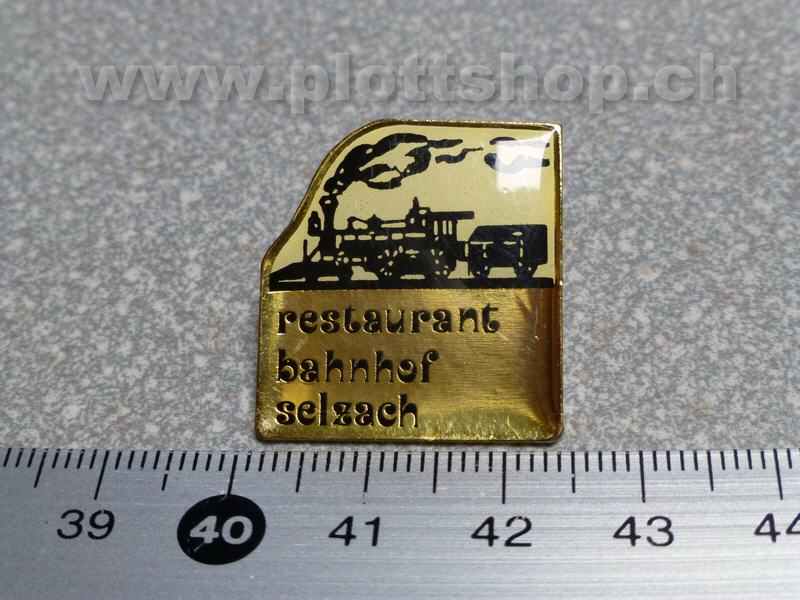 www.plottshop.ch
restaurant
bahnhof
selzach
39 40 41 42 43 44